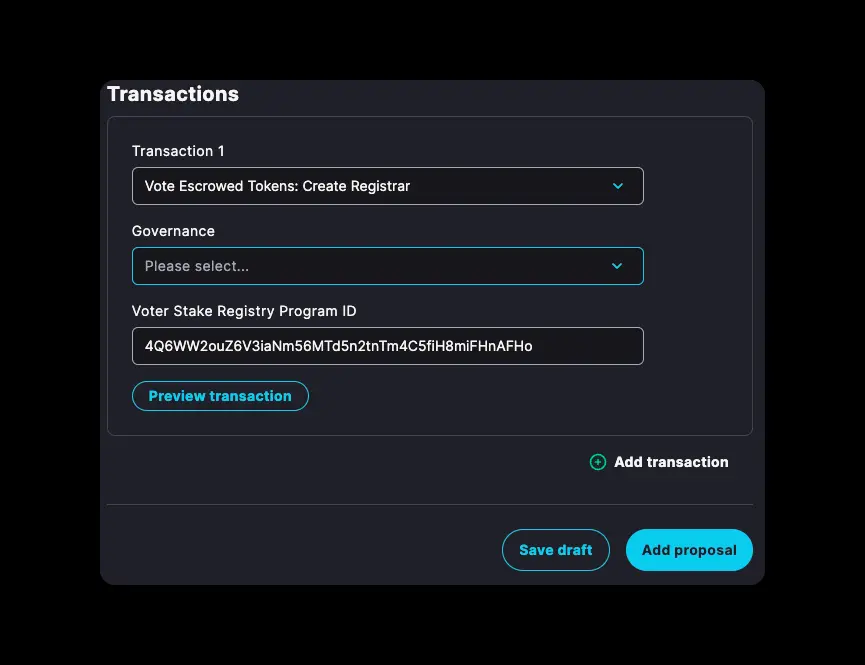 Transactions
Transaction 1
Vote Escrowed Tokens: Create Registrar
Governance
Please select...
Voter Stake Registry Program ID
4Q6WW2ouZ6V3iaNm56MTd5n2tnTm4C5fiH8miFHnAFHo
Preview transaction
Add transaction
Save draft
Add proposal